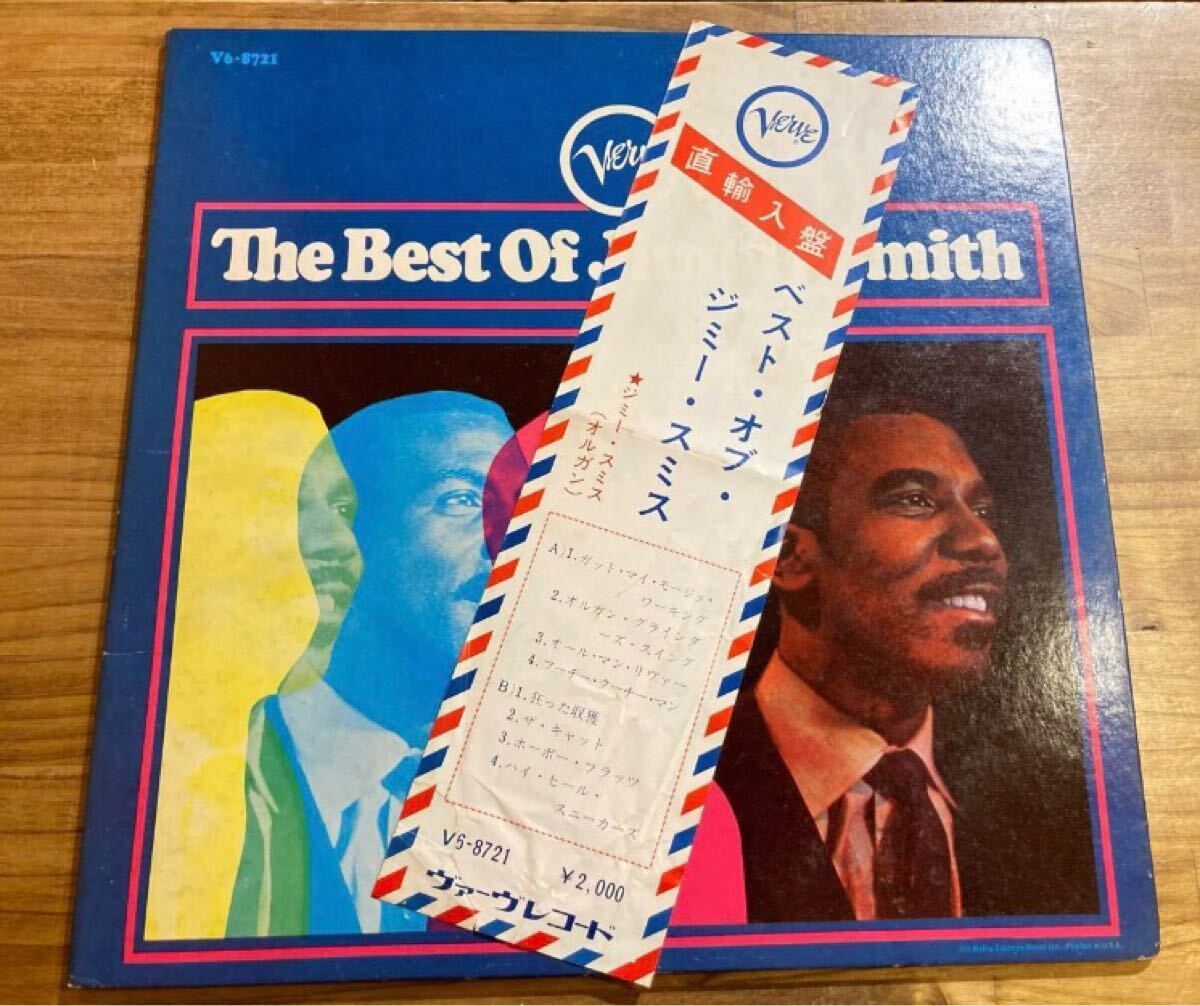 V6-8721
Verve
The Best Of J mith
Verve
直輸入盤
ベスト・オブ・
ジミー・スミス
★ジミー・スミス
(オルガン)
A)1.ガット・マイ・モージョ・
ワーキング
2.オルガン・グラインダ
ーズ・スイング
3.オール・マン・リヴァー
4.フーチー・クーチー・マン
B)1.狂った収獲
2.ザ・キャット
3.ホーボー・フラッツ
4.ハイ・ヒール・
スニーカーズ
V6-8721
¥2,000
ヴァーヴレコード
Printed in U.S.A.